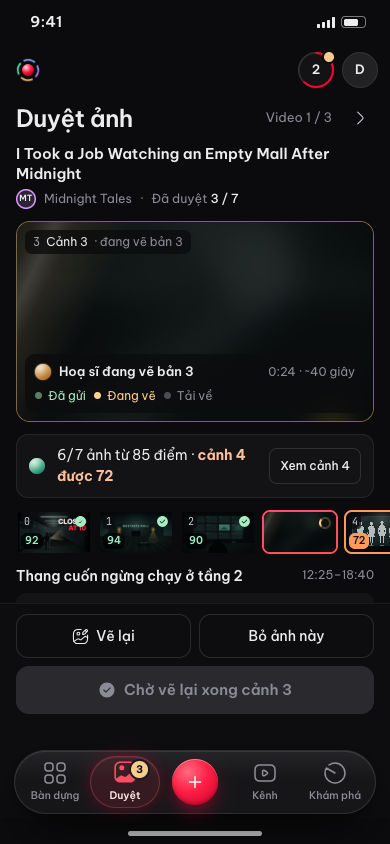 9:41
2
D
Duyệt ảnh
Video 1 / 3
I Took a Job Watching an Empty Mall After
Midnight
MT Midnight Tales · Đã duyệt 3 / 7
3 Cảnh 3 · đang vẽ bản 3
Hoạ sĩ đang vẽ bản 3 0:24 · ~40 giây
Đã gửi Đang vẽ Tải về
6/7 ảnh từ 85 điểm · cảnh 4
được 72
Xem cảnh 4
0 92
1 94
2 90
4 72
Thang cuốn ngừng chạy ở tầng 2 12:25–18:40
Vẽ lại Bỏ ảnh này
Chờ vẽ lại xong cảnh 3
3
Bàn dựng Duyệt Kênh Khám phá